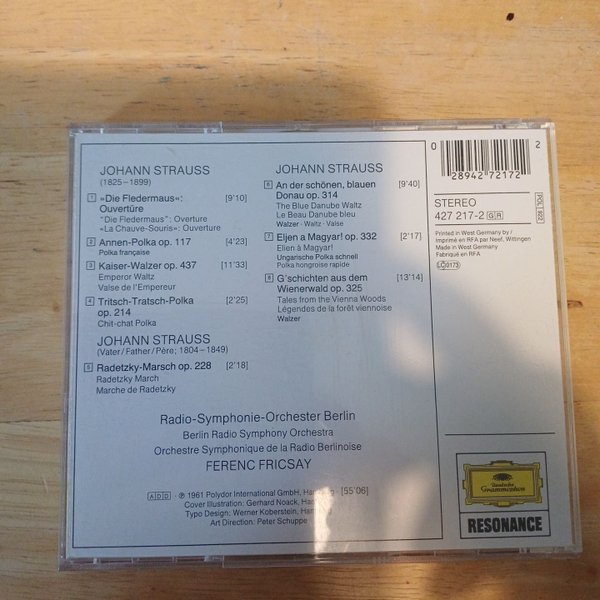 JOHANN STRAUSS
(1825–1899)
1 »Die Fledermaus«: [9'10]
Ouvertüre
“Die Fledermaus”: Overture
«La Chauve-Souris»: Ouverture
2 Annen-Polka op. 117 [4'23]
Polka française
3 Kaiser-Walzer op. 437 [11'33]
Emperor Waltz
Valse de l'Empereur
4 Tritsch-Tratsch-Polka [2'25]
op. 214
Chit-chat Polka
JOHANN STRAUSS
(Vater/Father/Père; 1804–1849)
5 Radetzky-Marsch op. 228 [2'18]
Radetzky March
Marche de Radetzky
JOHANN STRAUSS
6 An der schönen, blauen [9'40]
Donau op. 314
The Blue Danube Waltz
Le Beau Danube bleu
Walzer · Waltz · Valse
7 Eljen a Magyar! op. 332 [2'17]
Elien à Magyar!
Ungarische Polka schnell
Polka hongroise rapide
8 G'schichten aus dem [13'14]
Wienerwald op. 325
Tales from the Vienna Woods
Légendes de la forêt viennoise
Walzer
Radio-Symphonie-Orchester Berlin
Berlin Radio Symphony Orchestra
Orchestre Symphonique de la Radio Berlinoise
FERENC FRICSAY
ADD ℗ 1961 Polydor International GmbH, [55'06]
Cover Illustration: Gerhard Noack,
Typo Design: Werner Koberstein,
Art Direction: Peter Schuppe
0 28942 72172 2
STEREO
427 217-2 GR
POL 922
Printed in West Germany by /
Imprimé en RFA par Neef, Wittingen
Made in West Germany
Fabriqué en RFA
LC 0173
Deutsche
Grammophon
RESONANCE